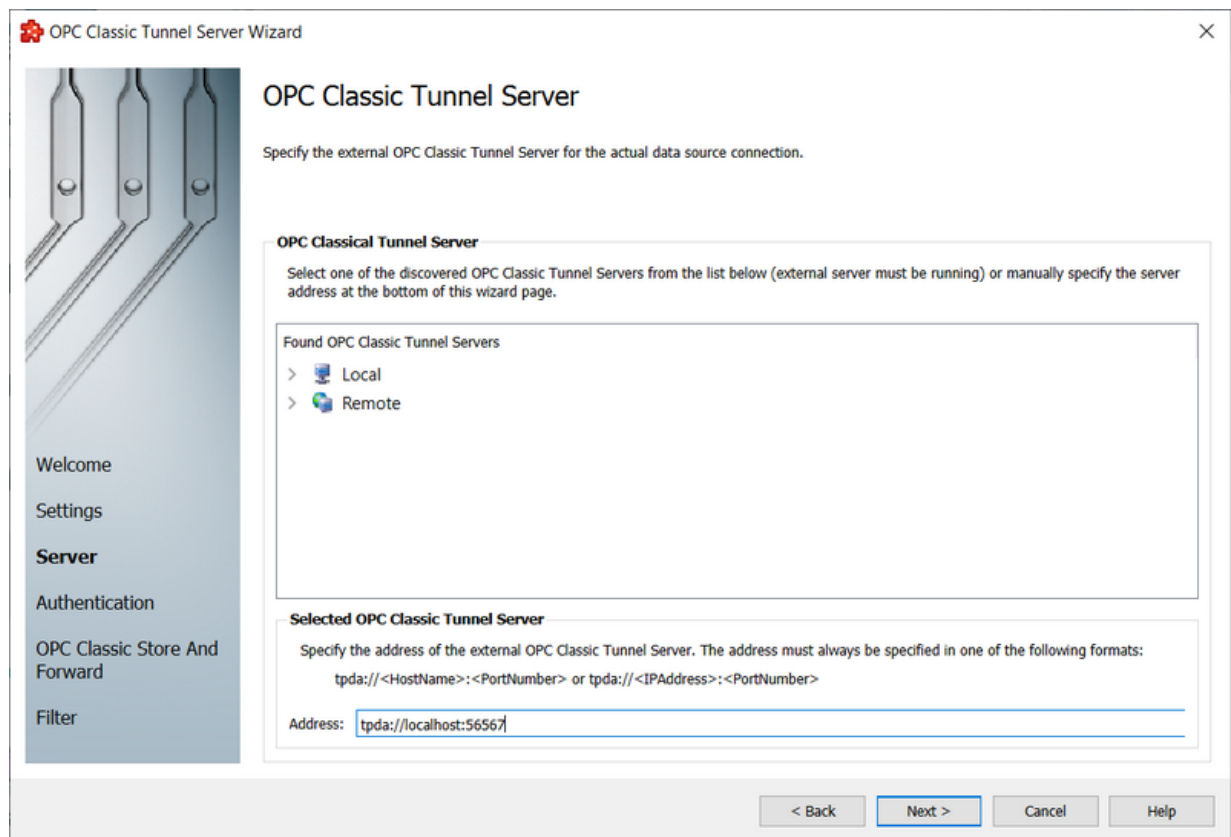 OPC Classic Tunnel Server Wizard
OPC Classic Tunnel Server
Specify the external OPC Classic Tunnel Server for the actual data source connection.
OPC Classical Tunnel Server
Select one of the discovered OPC Classic Tunnel Servers from the list below (external server must be running) or manually specify the server
address at the bottom of this wizard page.
Found OPC Classic Tunnel Servers
Local
Remote
Welcome
Settings
Server
Authentication
OPC Classic Store And
Forward
Filter
Selected OPC Classic Tunnel Server
Specify the address of the external OPC Classic Tunnel Server. The address must always be specified in one of the following formats:
tpda://<HostName>:<PortNumber> or tpda://<IPAddress>:<PortNumber>
Address: tpda://localhost:56567
< Back Next > Cancel Help